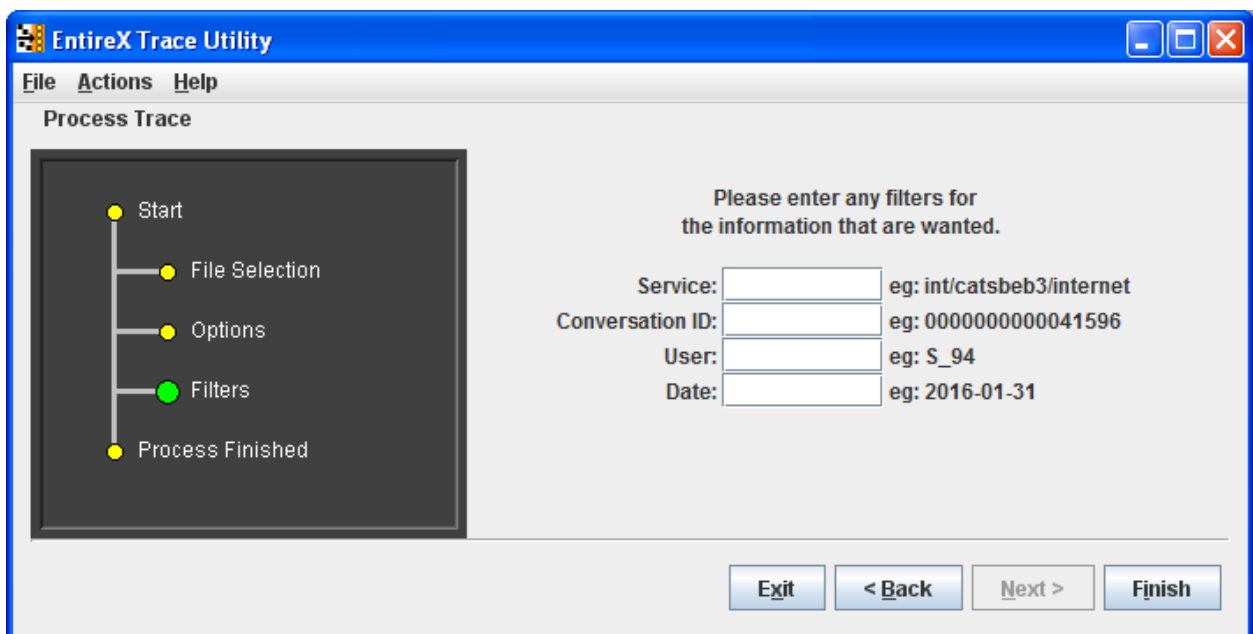 EntireX Trace Utility
File Actions Help
Process Trace
Start
File Selection
Options
Filters
Process Finished
Please enter any filters for
the information that are wanted.
Service: eg: int/catsbeb3/internet
Conversation ID: eg: 0000000000041596
User: eg: S_94
Date: eg: 2016-01-31
Exit < Back Next > Finish